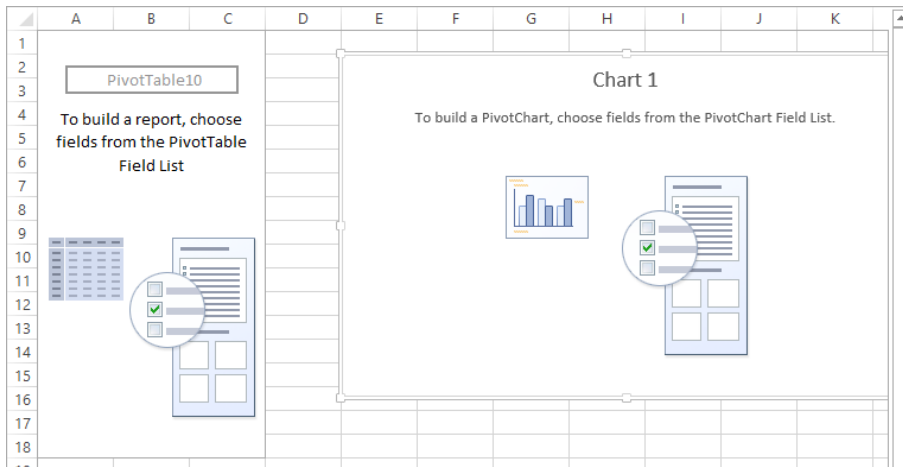 A B C D E F G H I J K
1
2
PivotTable10
3
4
To build a report, choose
5
fields from the PivotTable
6
Field List
7
8
9
10
11
12
13
14
15
16
17
18
Chart 1
To build a PivotChart, choose fields from the PivotChart Field List.